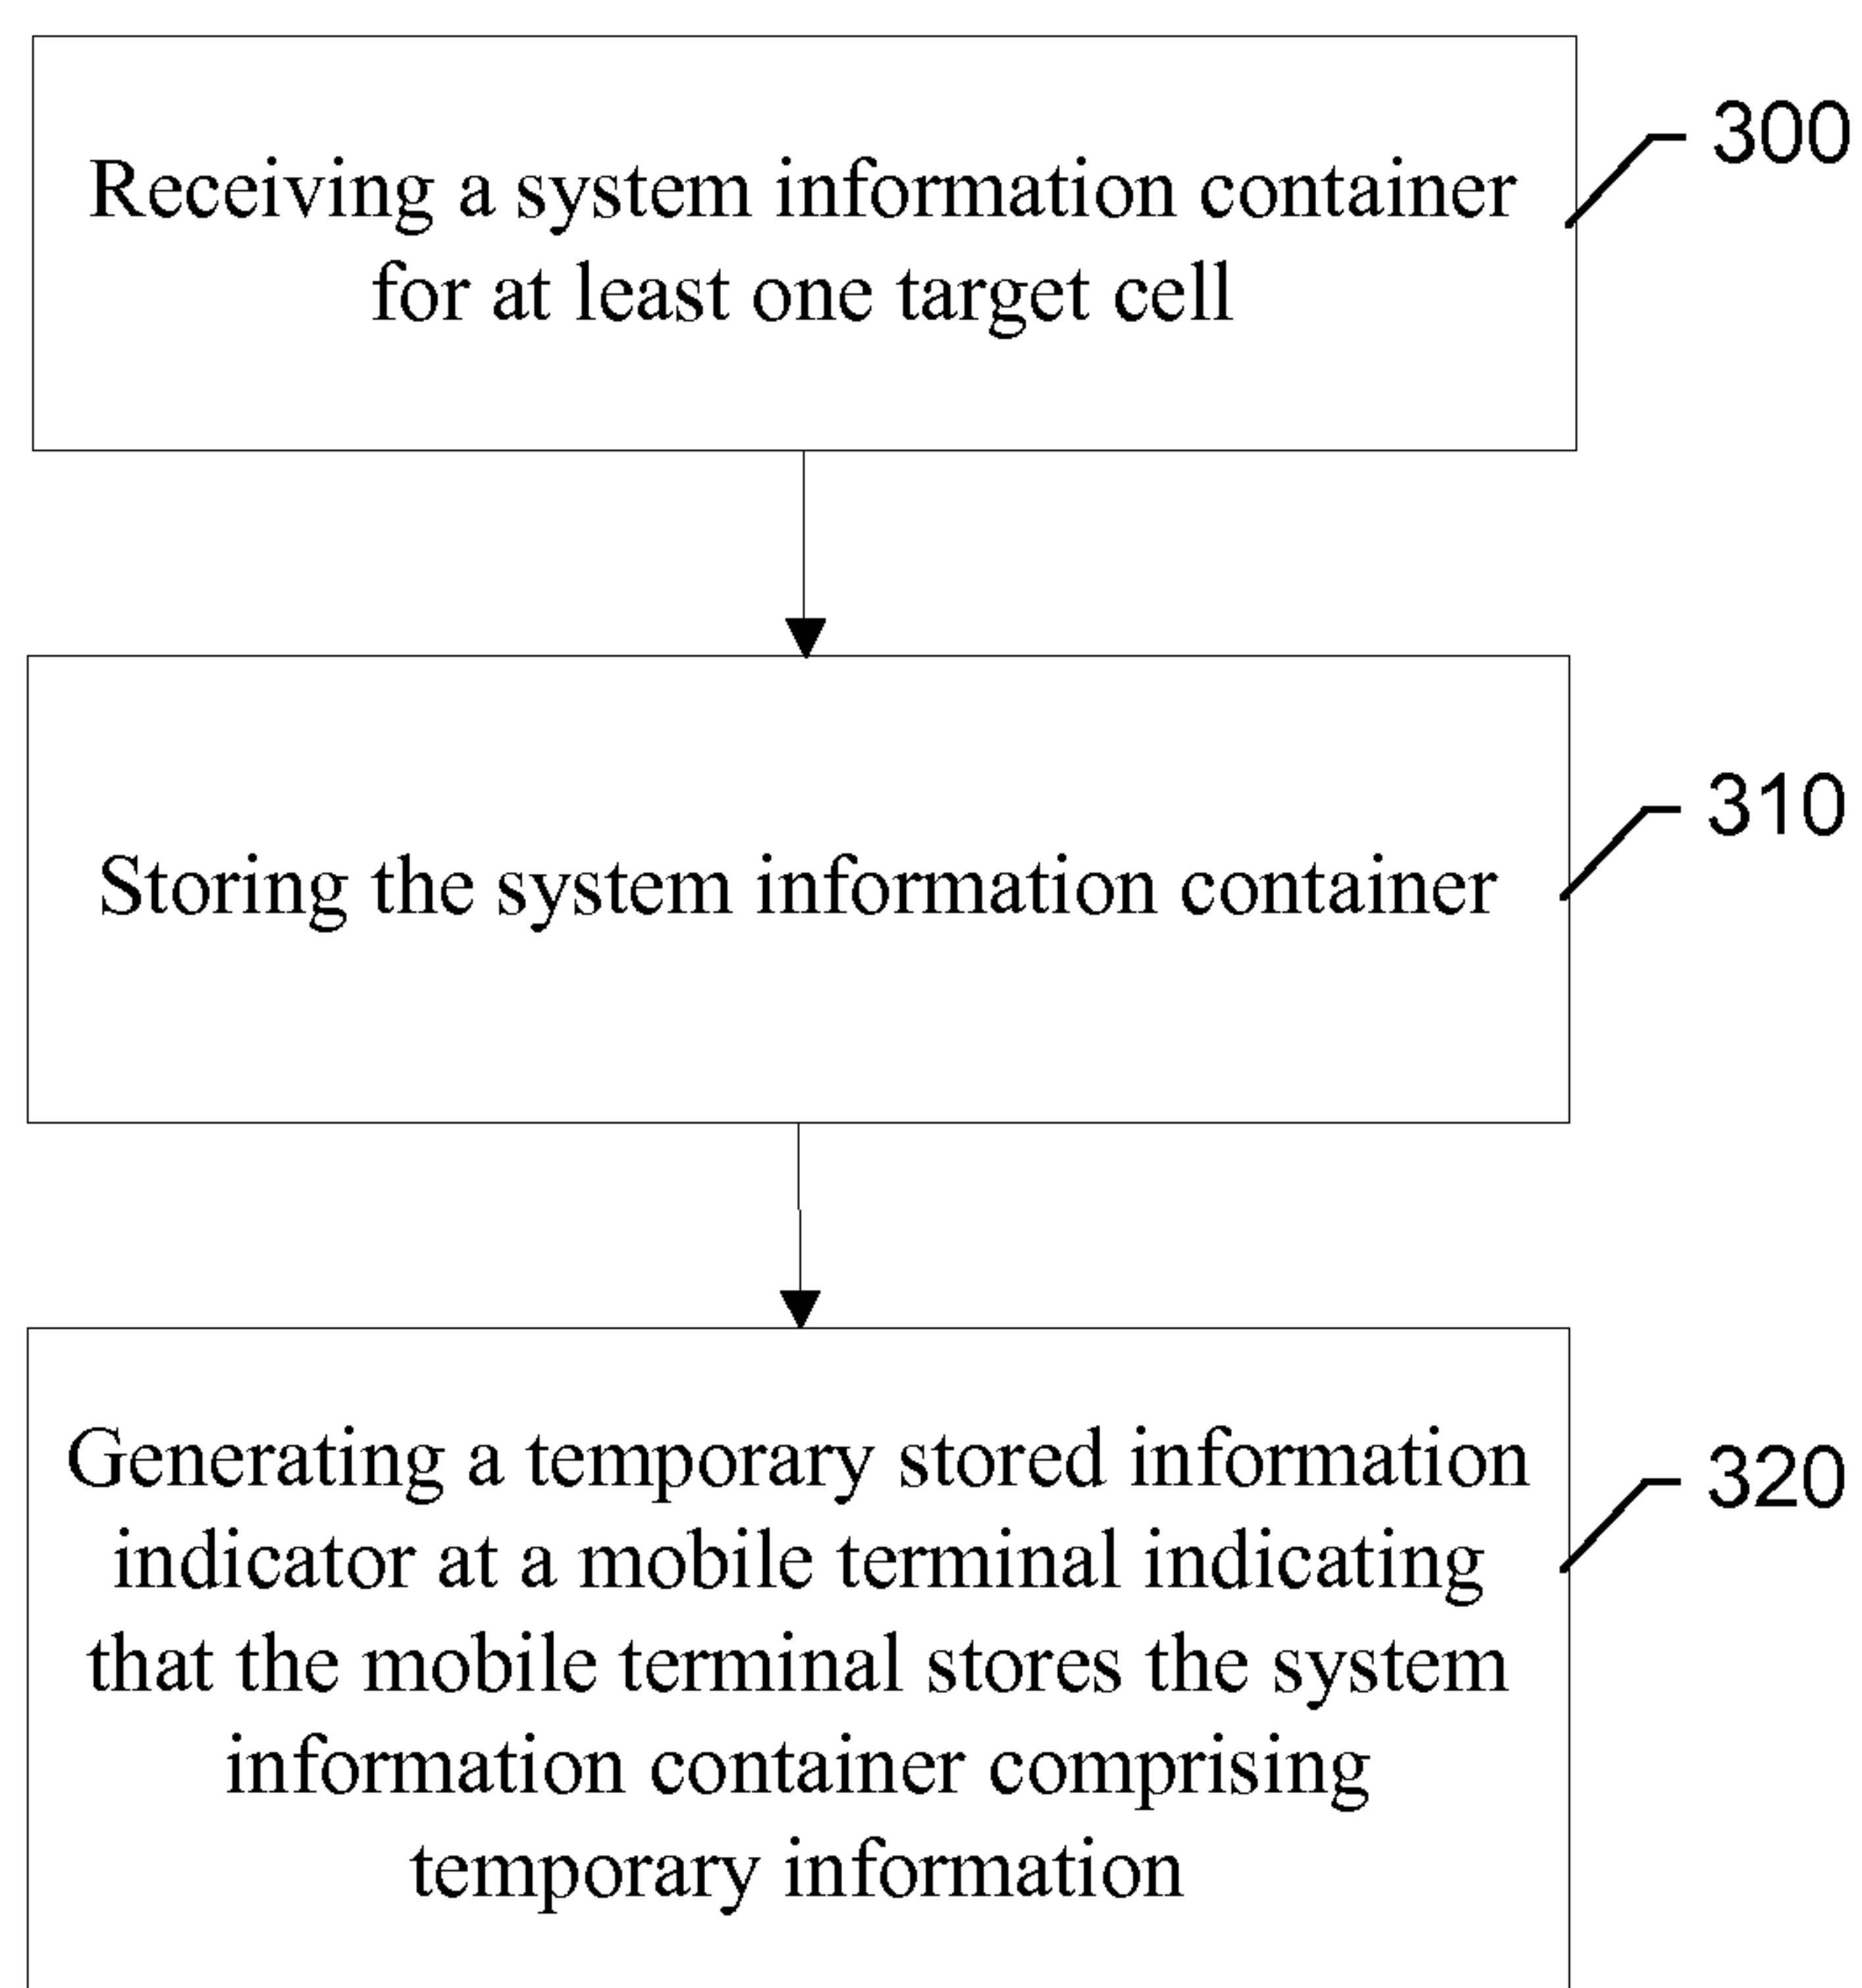 Receiving a system information container
for at least one target cell
300
Storing the system information container
310
Generating a temporary stored information
indicator at a mobile terminal indicating
that the mobile terminal stores the system
information container comprising
temporary information
320